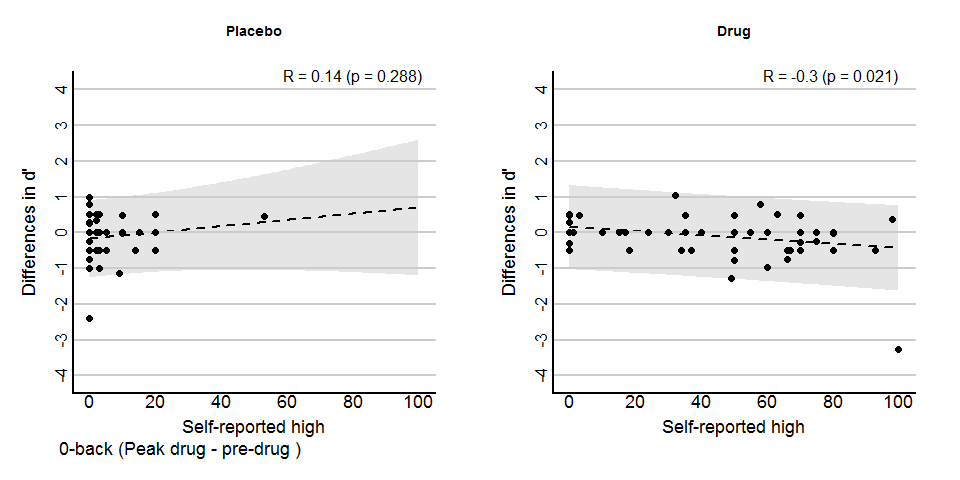 Placebo
R = 0.14 (p = 0.288)
Differences in d'
4
3
2
1
0
-1
-2
-3
-4
0 20 40 60 80 100
Self-reported high
0-back (Peak drug - pre-drug )
Drug
R = -0.3 (p = 0.021)
Differences in d'
4
3
2
1
0
-1
-2
-3
-4
0 20 40 60 80 100
Self-reported high